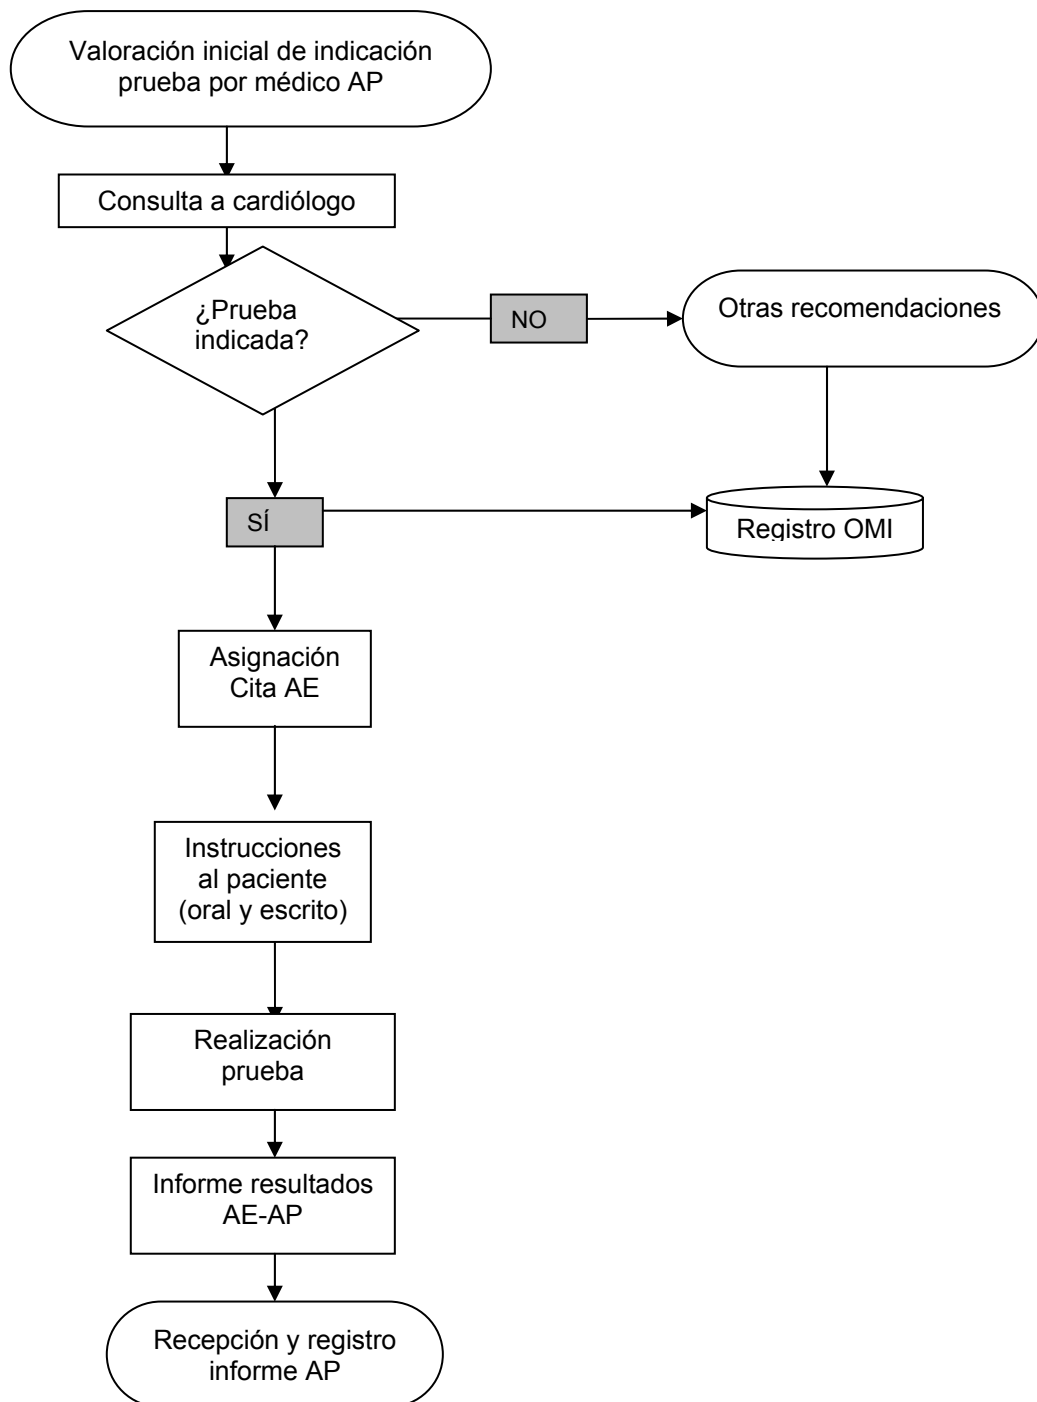 Valoración inicial de indicación
prueba por médico AP
Consulta a cardiólogo
¿Prueba
indicada?
NO
Otras recomendaciones
SÍ
Registro OMI
Asignación
Cita AE
Instrucciones
al paciente
(oral y escrito)
Realización
prueba
Informe resultados
AE-AP
Recepción y registro
informe AP